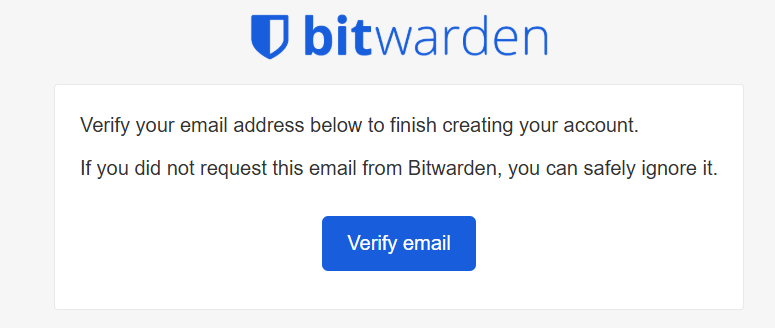 bitwarden
Verify your email address below to finish creating your account.
If you did not request this email from Bitwarden, you can safely ignore it.
Verify email